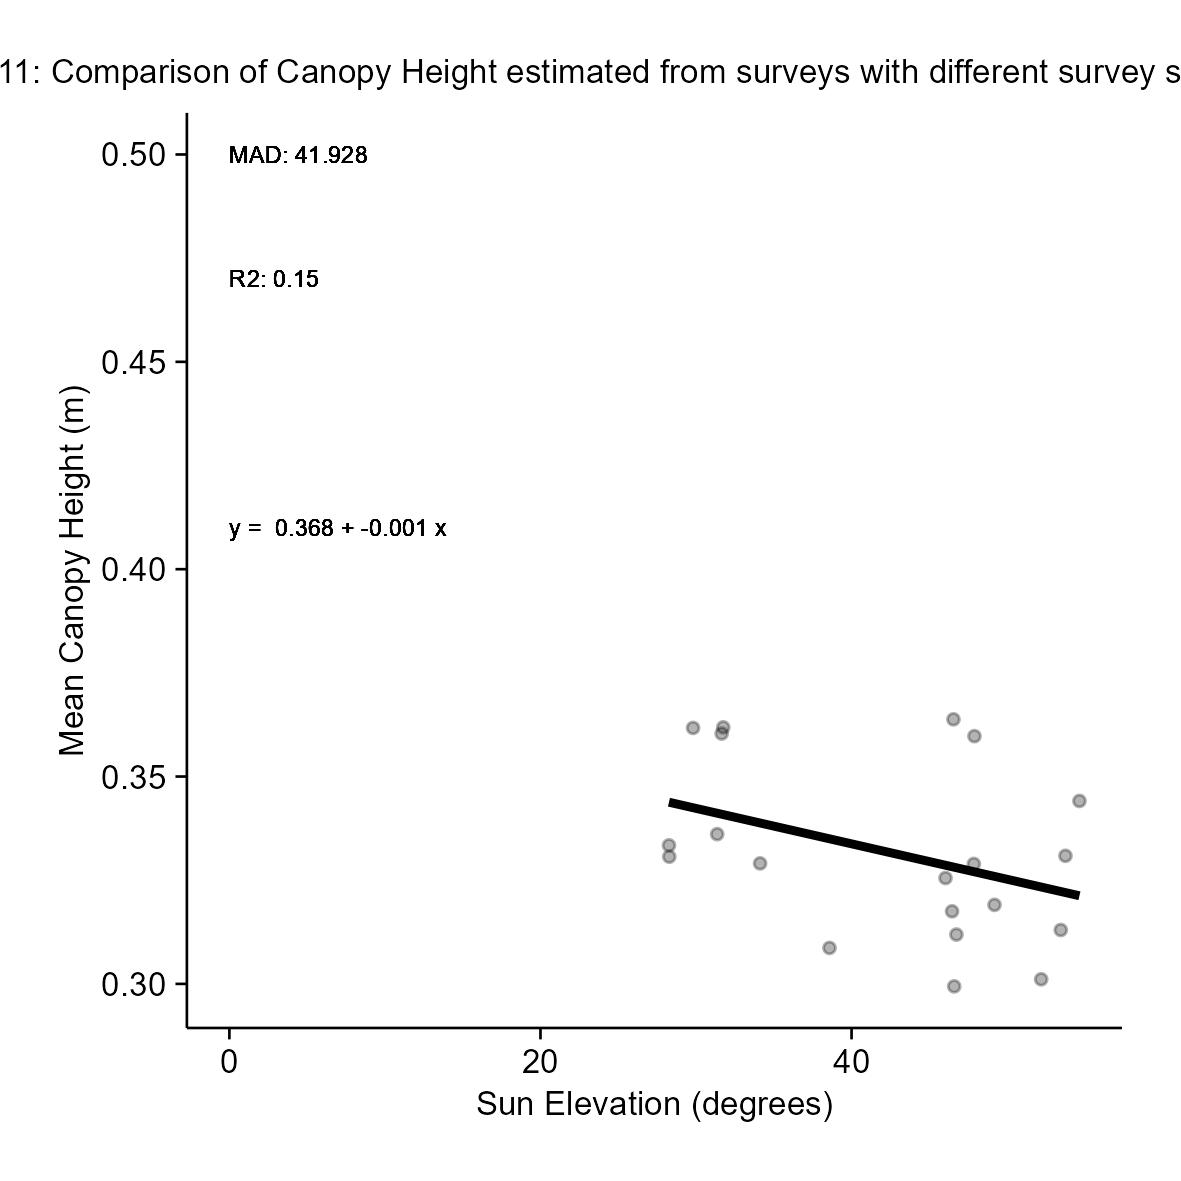 11: Comparison of Canopy Height estimated from surveys with different survey s
0.50
MAD: 41.928
R2: 0.15
0.45
y =  0.368 + -0.001 x
0.40
0.35
0.30
Mean Canopy Height (m)
0
20
40
Sun Elevation (degrees)